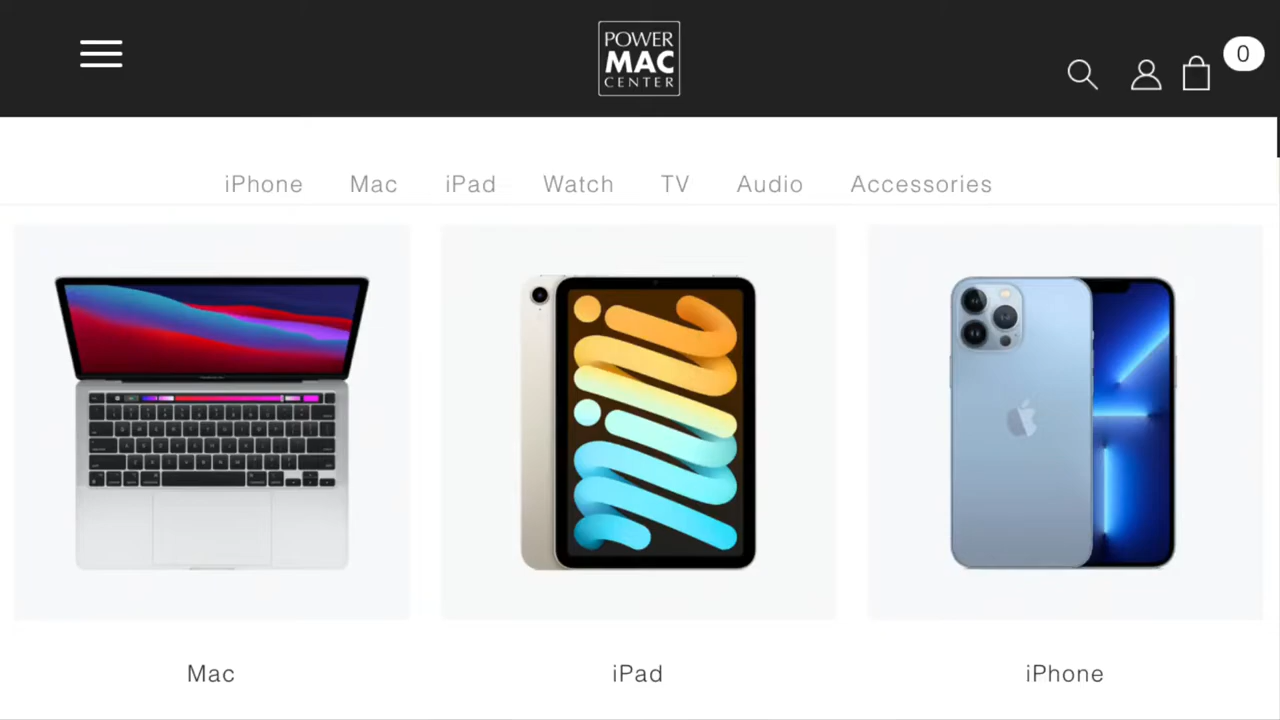 POWER
MAC
CENTER
0
iPhone Mac iPad Watch TV Audio Accessories
Mac iPad iPhone